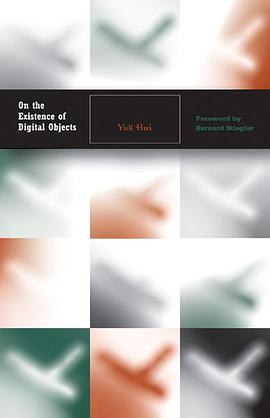 On the
Existence of
Digital Objects
Yuk Hui
Foreword by
Bernard Stiegler